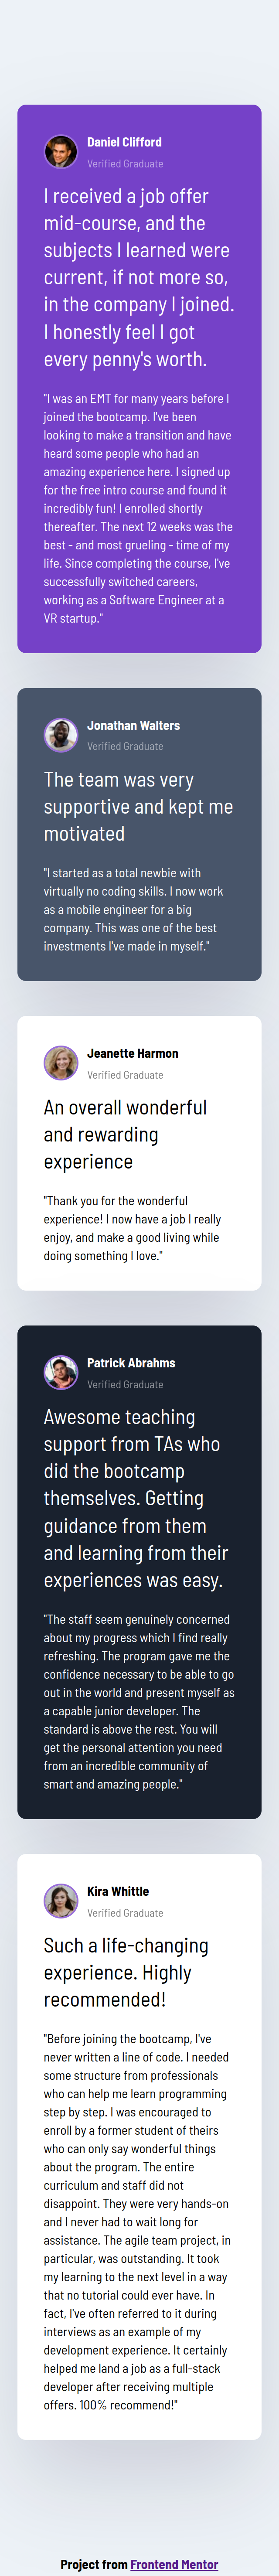 Daniel Clifford
Verified Graduate
I received a job offer
mid-course, and the
subjects I learned were
current, if not more so,
in the company I joined.
I honestly feel I got
every penny's worth.
"I was an EMT for many years before I
joined the bootcamp. I've been
looking to make a transition and have
heard some people who had an
amazing experience here. I signed up
for the free intro course and found it
incredibly fun! I enrolled shortly
thereafter. The next 12 weeks was the
best - and most grueling - time of my
life. Since completing the course, I've
successfully switched careers,
working as a Software Engineer at a
VR startup."
Jonathan Walters
Verified Graduate
The team was very
supportive and kept me
motivated
"I started as a total newbie with
virtually no coding skills. I now work
as a mobile engineer for a big
company. This was one of the best
investments I've made in myself."
Jeanette Harmon
Verified Graduate
An overall wonderful
and rewarding
experience
"Thank you for the wonderful
experience! I now have a job I really
enjoy, and make a good living while
doing something I love."
Patrick Abrahms
Verified Graduate
Awesome teaching
support from TAs who
did the bootcamp
themselves. Getting
guidance from them
and learning from their
experiences was easy.
"The staff seem genuinely concerned
about my progress which I find really
refreshing. The program gave me the
confidence necessary to be able to go
out in the world and present myself as
a capable junior developer. The
standard is above the rest. You will
get the personal attention you need
from an incredible community of
smart and amazing people."
Kira Whittle
Verified Graduate
Such a life-changing
experience. Highly
recommended!
"Before joining the bootcamp, I've
never written a line of code. I needed
some structure from professionals
who can help me learn programming
step by step. I was encouraged to
enroll by a former student of theirs
who can only say wonderful things
about the program. The entire
curriculum and staff did not
disappoint. They were very hands-on
and I never had to wait long for
assistance. The agile team project, in
particular, was outstanding. It took
my learning to the next level in a way
that no tutorial could ever have. In
fact, I've often referred to it during
interviews as an example of my
development experience. It certainly
helped me land a job as a full-stack
developer after receiving multiple
offers. 100% recommend!"
Project from Frontend Mentor